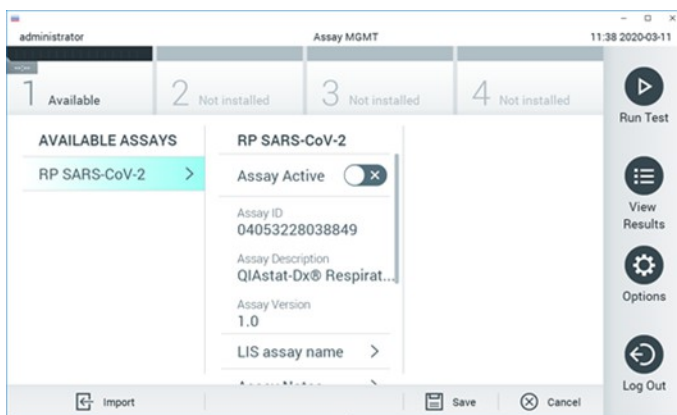 administrator Assay MGMT 11:38 2020-03-11
1 Available 2 Not installed 3 Not installed 4 Not installed
Run Test
AVAILABLE ASSAYS
RP SARS-CoV-2
RP SARS-CoV-2
Assay Active
Assay ID
04053228038849
Assay Description
QIAstat-Dx® Respirat...
Assay Version
1.0
LIS assay name
View
Results
Options
Log Out
Import Save Cancel